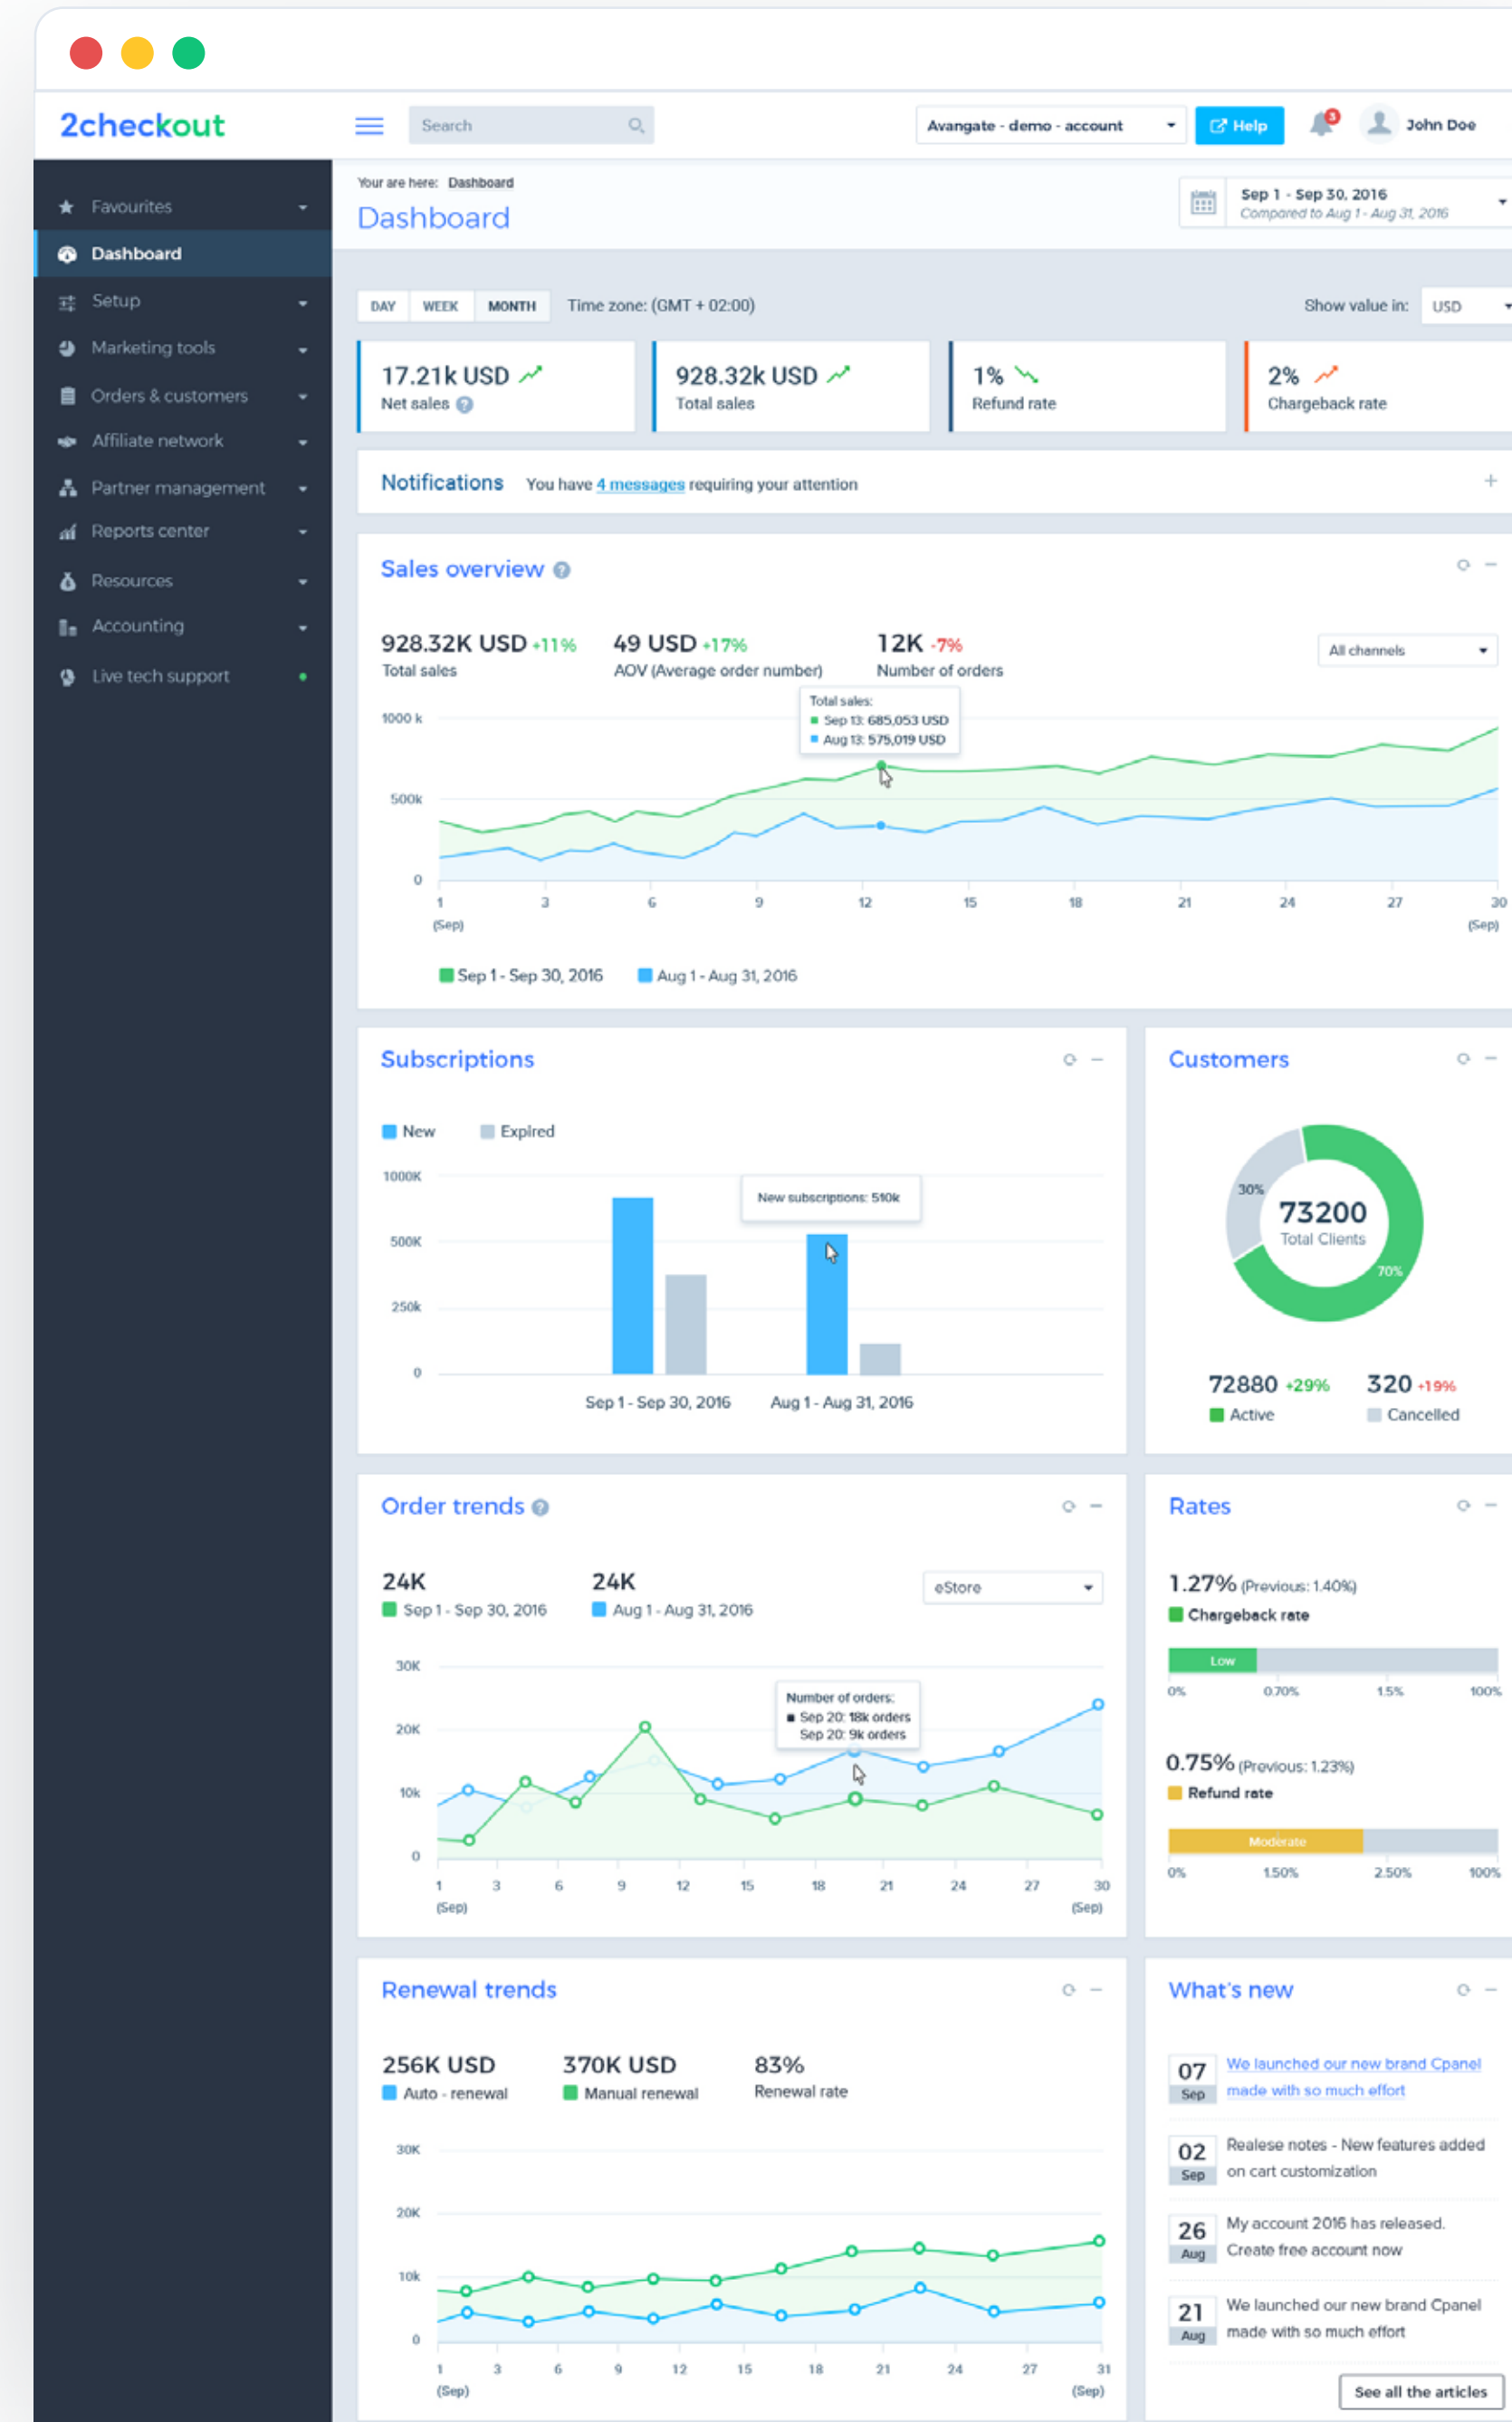 2checkout
Search
Avangate - demo - account
Help
3
John Doe
Favourites
Dashboard
Setup
Marketing tools
Orders & customers
Affiliate network
Partner management
Reports center
Resources
Accounting
Live tech support
Your are here: Dashboard
Dashboard
Sep 1 - Sep 30, 2016
Compared to Aug 1 - Aug 31, 2016
DAY WEEK MONTH Time zone: (GMT + 02:00)
Show value in: USD
17.21k USD
Net sales ?
928.32k USD
Total sales
1%
Refund rate
2%
Chargeback rate
Notifications You have 4 messages requiring your attention
Sales overview ?
928.32K USD +11%
Total sales
49 USD +17%
AOV (Average order number)
12K -7%
Number of orders
All channels
Total sales:
Sep 13: 685,053 USD
Aug 13: 575,019 USD
1000 k
500k
0
1 3 6 9 12 15 18 21 24 27 30
(Sep) (Sep)
Sep 1 - Sep 30, 2016 Aug 1 - Aug 31, 2016
Subscriptions
New Expired
1000K
500K
250k
0
New subscriptions: 510k
Sep 1 - Sep 30, 2016 Aug 1 - Aug 31, 2016
Customers
30%
73200
Total Clients
70%
72880 +29%
Active
320 +19%
Cancelled
Order trends ?
24K
Sep 1 - Sep 30, 2016
24K
Aug 1 - Aug 31, 2016
eStore
30K
20K
10k
0
Number of orders:
Sep 20: 18k orders
Sep 20: 9k orders
1 3 6 9 12 15 18 21 24 27 30
(Sep) (Sep)
Rates
1.27% (Previous: 1.40%)
Chargeback rate
Low
0% 0.70% 1.5% 100%
0.75% (Previous: 1.23%)
Refund rate
Moderate
0% 1.50% 2.50% 100%
Renewal trends
256K USD
Auto - renewal
370K USD
Manual renewal
83%
Renewal rate
30K
20K
10k
0
1 3 6 9 12 15 18 21 24 27 31
(Sep) (Sep)
What's new
07
Sep
We launched our new brand Cpanel
made with so much effort
02
Sep
Realese notes - New features added
on cart customization
26
Aug
My account 2016 has released.
Create free account now
21
Aug
We launched our new brand Cpanel
made with so much effort
See all the articles